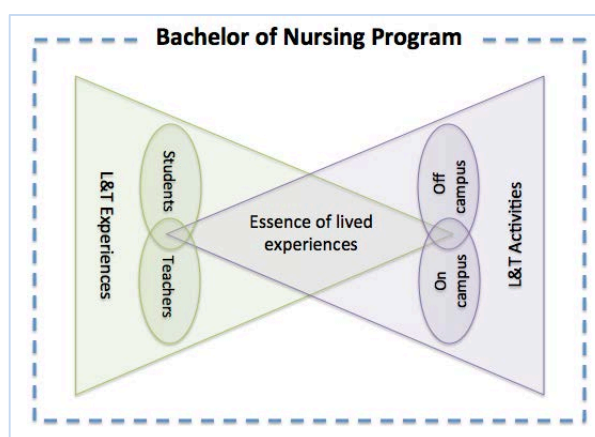 Bachelor of Nursing Program
L&T Experiences
Students
Teachers
Essence of lived
experiences
Off
campus
On
campus
L&T Activities